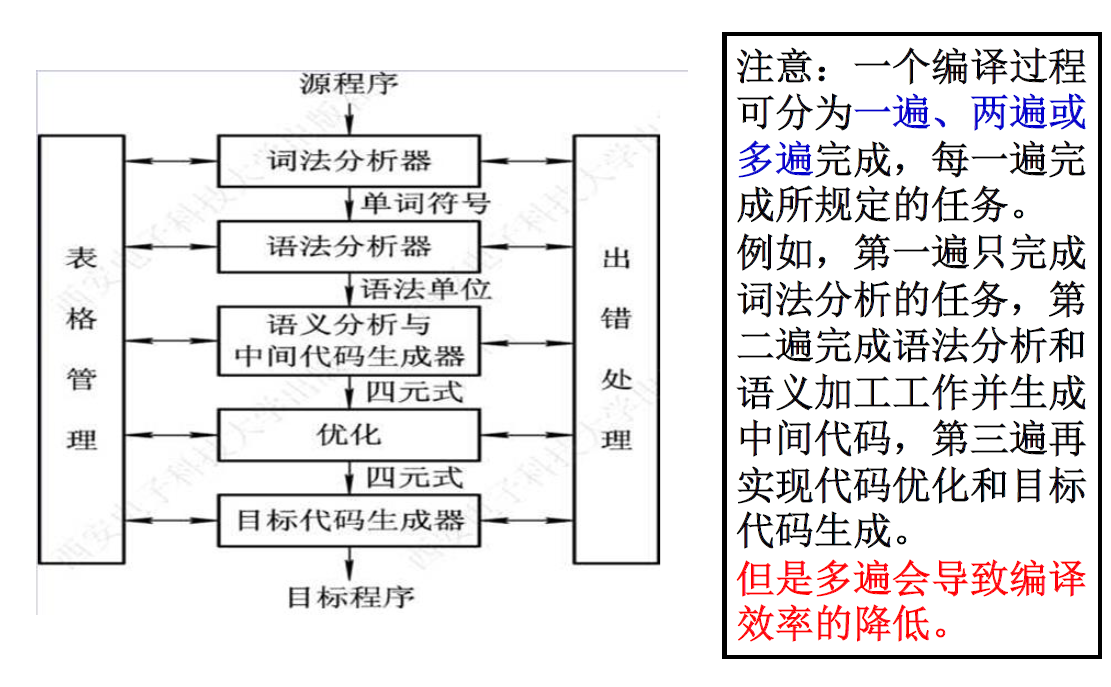 源程序
词法分析器
单词符号
语法分析器
语法单位
语义分析与
中间代码生成器
四元式
优化
四元式
目标代码生成器
目标程序
表格管理
出错处理
注意：一个编译过程
可分为一遍、两遍或
多遍完成，每一遍完
成所规定的任务。
例如，第一遍只完成
词法分析的任务，第
二遍完成语法分析和
语义加工工作并生成
中间代码，第三遍再
实现代码优化和目标
代码生成。
但是多遍会导致编译
效率的降低。